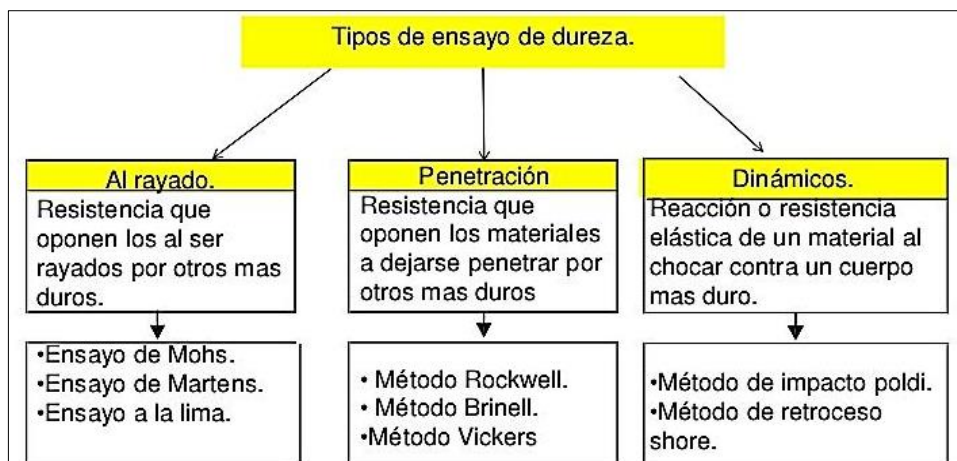 Tipos de ensayo de dureza.
Al rayado.
Resistencia que
oponen los al ser
rayados por otros mas
duros.
•Ensayo de Mohs.
•Ensayo de Martens.
•Ensayo a la lima.
Penetración
Resistencia que
oponen los materiales
a dejarse penetrar por
otros mas duros
• Método Rockwell.
• Método Brinell.
•Método Vickers
Dinámicos.
Reacción o resistencia
elástica de un material al
chocar contra un cuerpo
mas duro.
•Método de impacto poldi.
•Método de retroceso
shore.